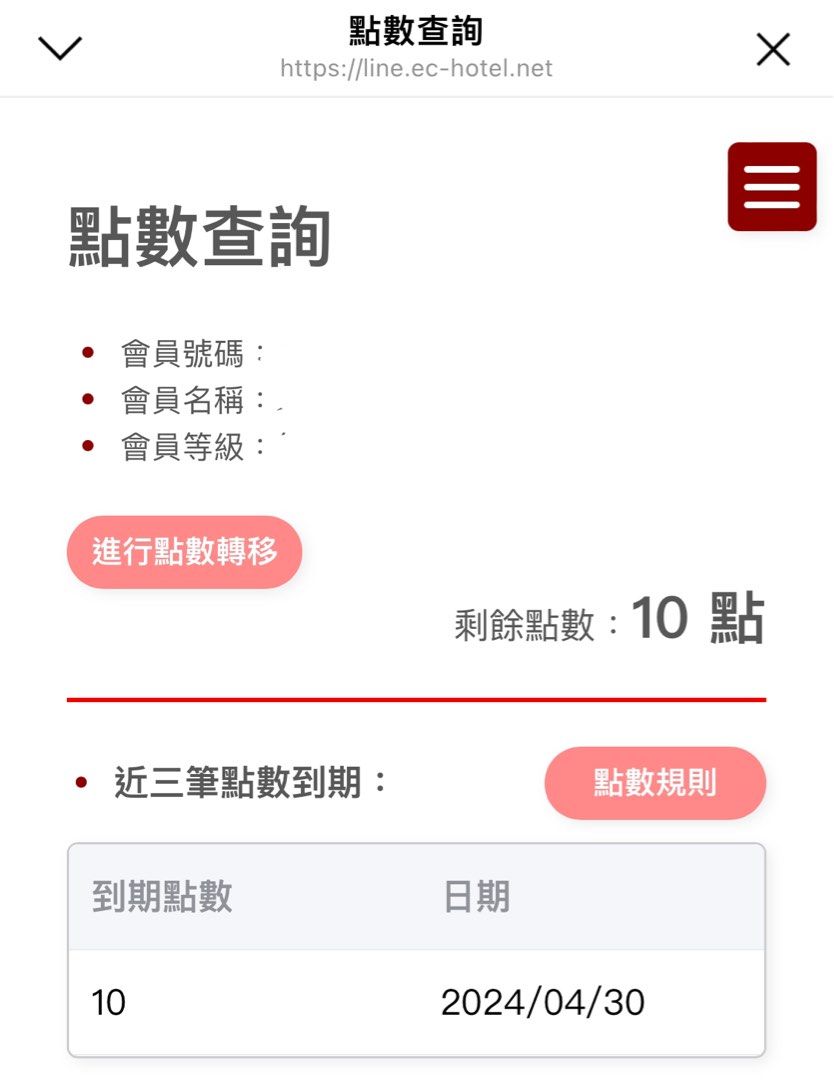 點數查詢
https://line.ec-hotel.net
點數查詢
會員號碼：
會員名稱：
會員等級：
進行點數轉移
剩餘點數：10 點
近三筆點數到期：
點數規則
到期點數 日期
10 2024/04/30